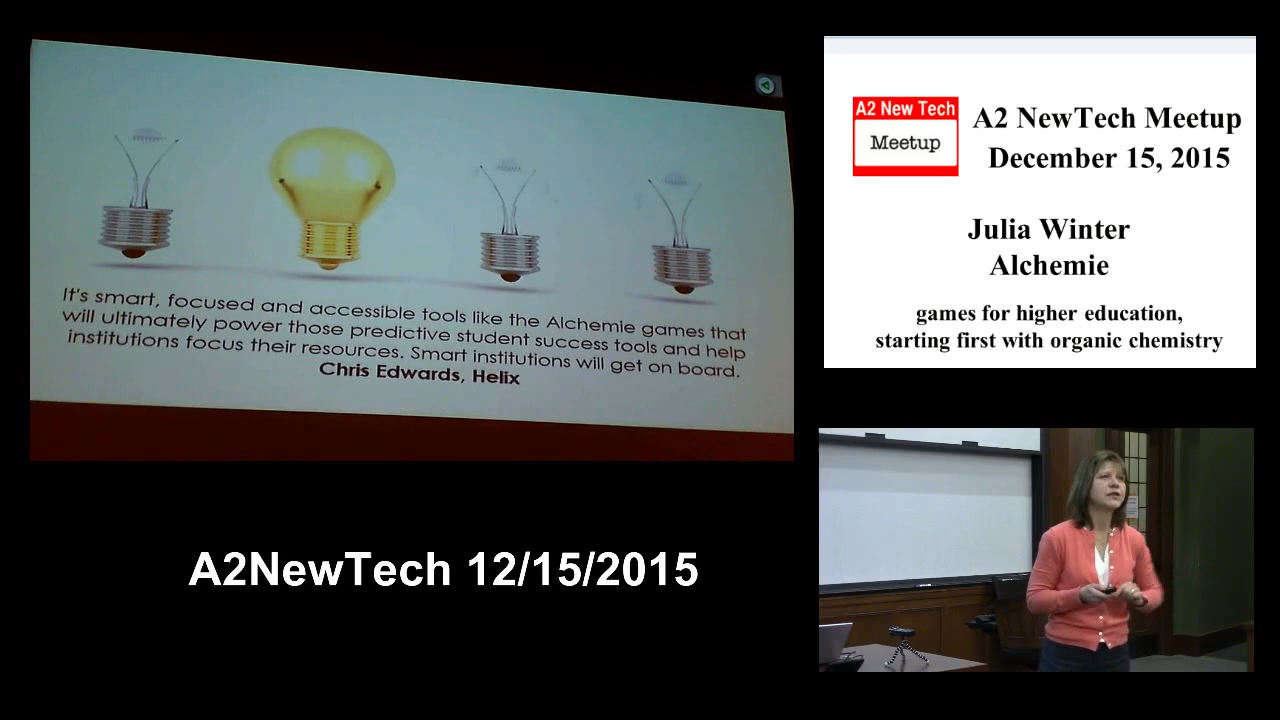 It's smart, focused and accessible tools like the Alchemie games that
will ultimately power those predictive student success tools and help
institutions focus their resources. Smart institutions will get on board.
Chris Edwards, Helix
A2 New Tech
Meetup
A2 NewTech Meetup
December 15, 2015
Julia Winter
Alchemie
games for higher education,
starting first with organic chemistry
A2NewTech 12/15/2015